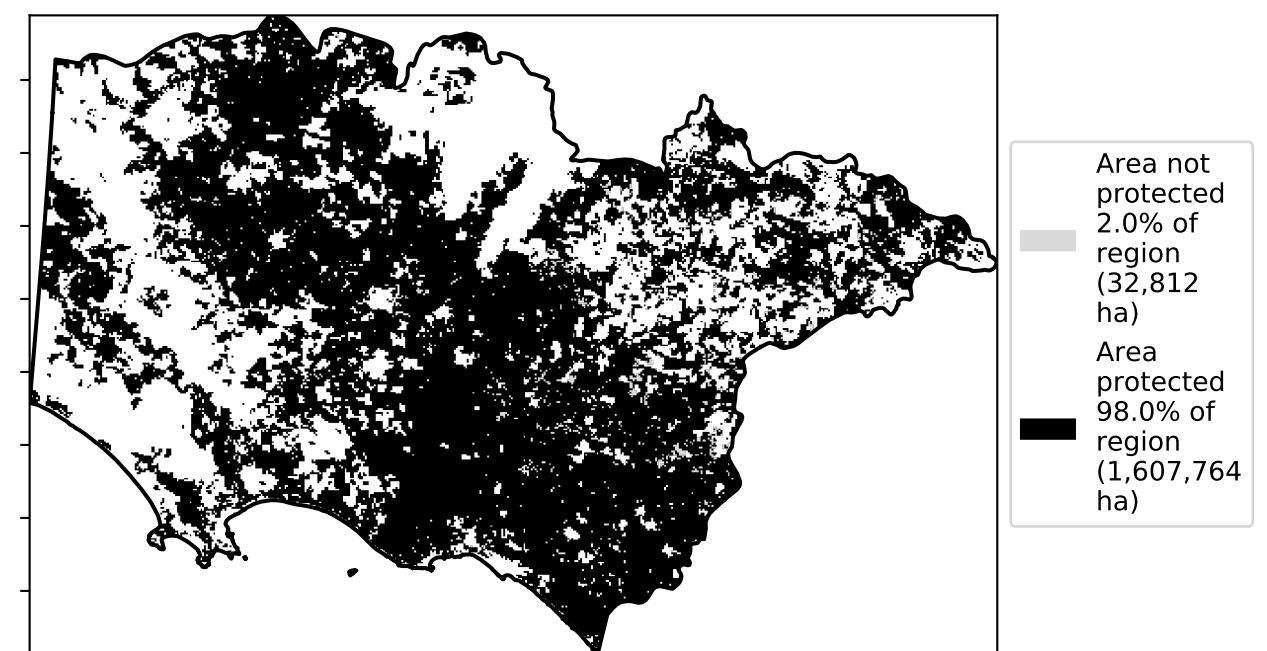 Area not
protected
2.0% of
region
(32,812
ha)
Area
protected
98.0% of
region
(1,607,764
ha)